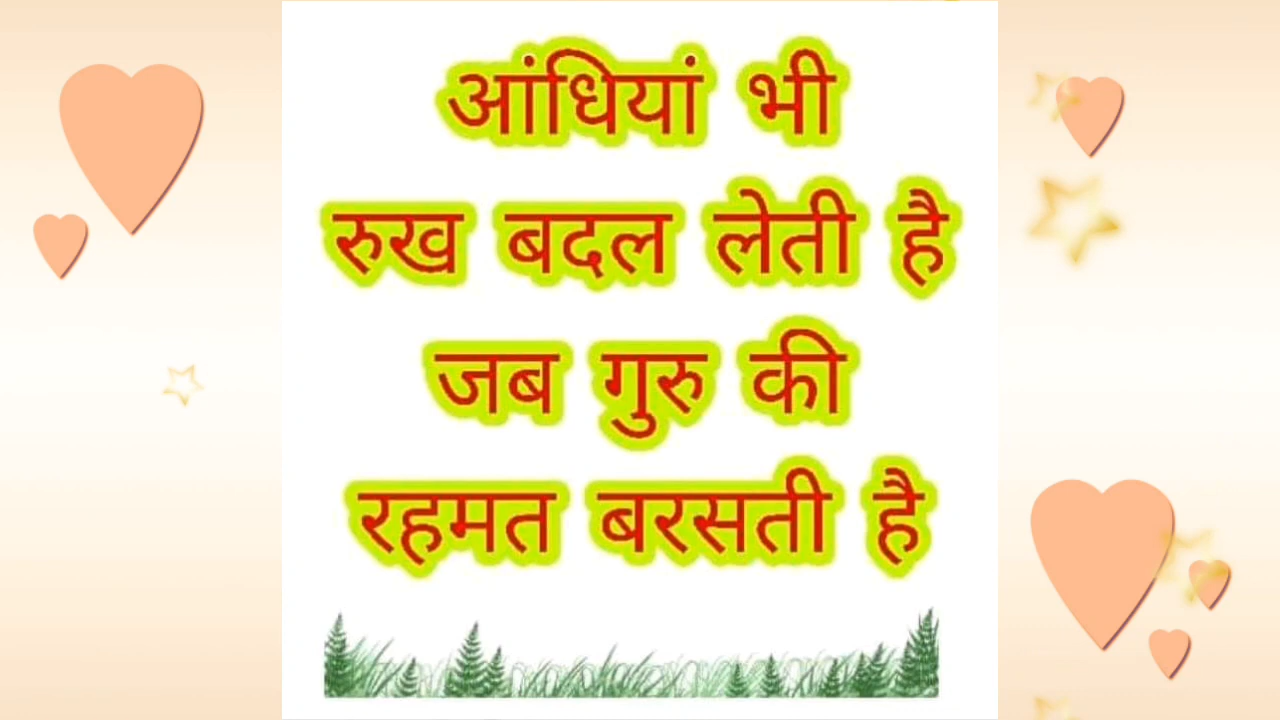 आंधियां भी
रुख बदल लेती है
जब गुरु की
रहमत बरसती है